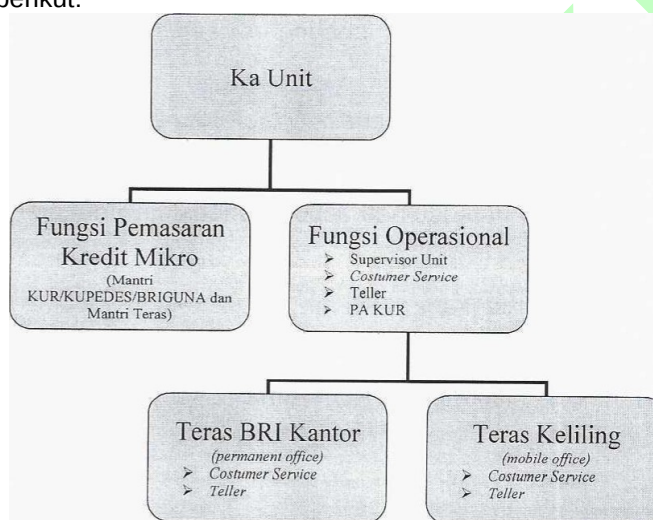 berikut:
Ka Unit
Fungsi Pemasaran
Kredit Mikro
(Mantri
KUR/KUPEDES/BRIGUNA dan
Mantri Teras)
Fungsi Operasional
➢ Supervisor Unit
➢ Costumer Service
➢ Teller
➢ PA KUR
Teras BRI Kantor
(permanent office)
➢ Costumer Service
➢ Teller
Teras Keliling
(mobile office)
➢ Costumer Service
➢ Teller